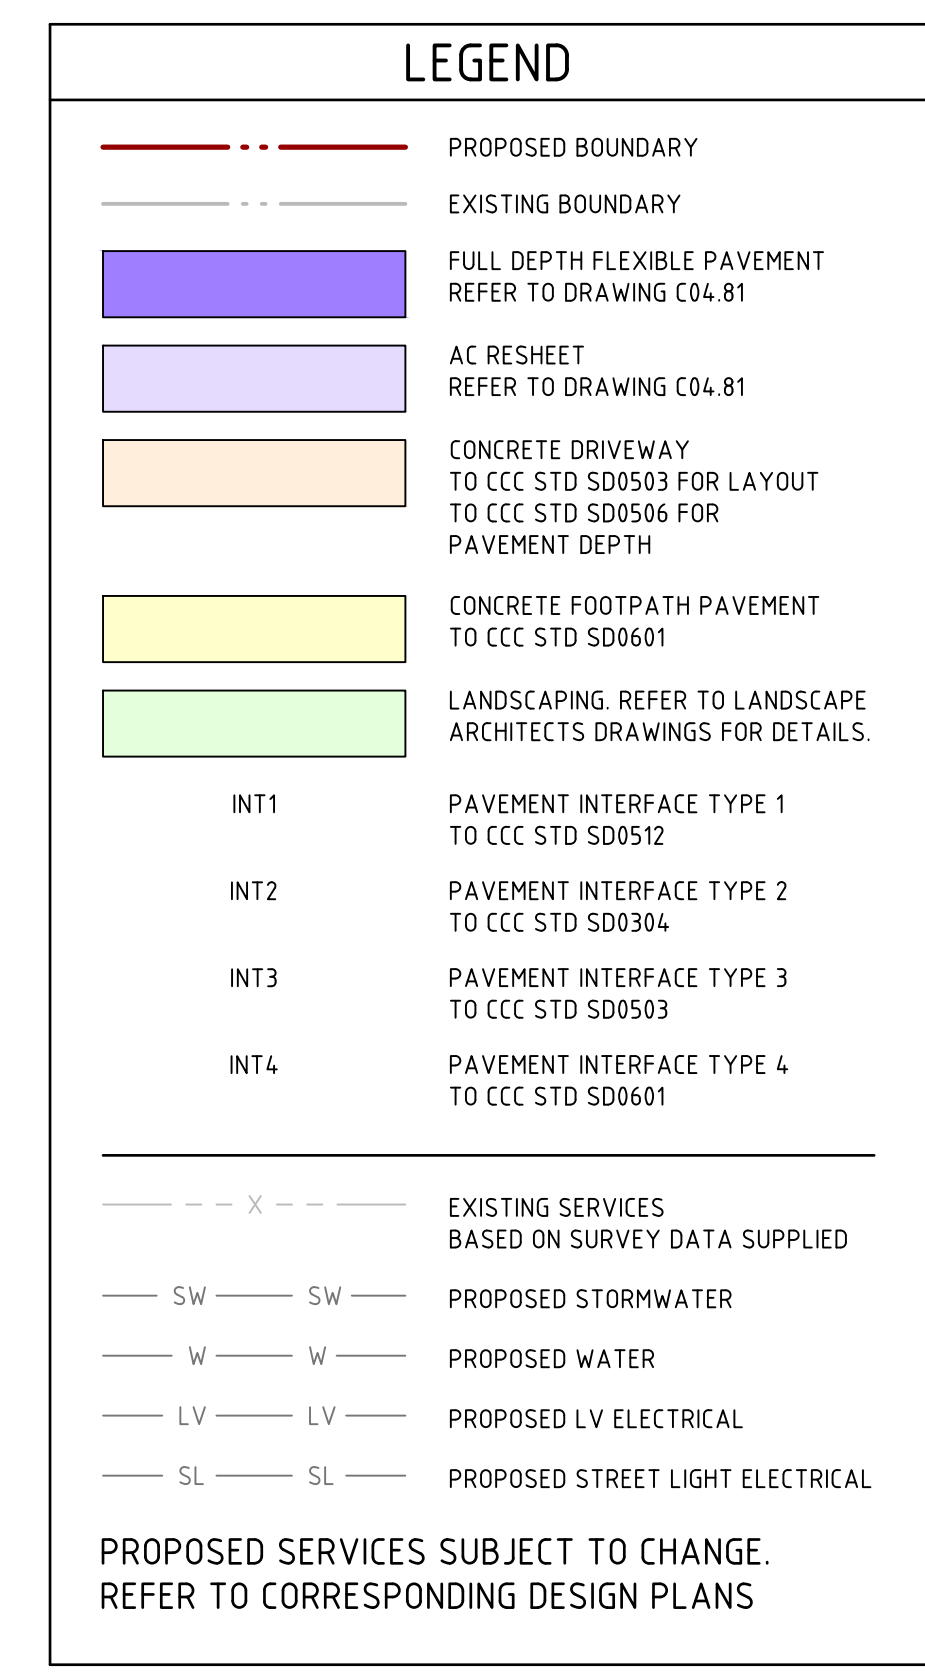 LEGEND
PROPOSED BOUNDARY
EXISTING BOUNDARY
FULL DEPTH FLEXIBLE PAVEMENT
REFER TO DRAWING C04.81
AC RESHEET
REFER TO DRAWING C04.81
CONCRETE DRIVEWAY
TO CCC STD SD0503 FOR LAYOUT
TO CCC STD SD0506 FOR
PAVEMENT DEPTH
CONCRETE FOOTPATH PAVEMENT
TO CCC STD SD0601
LANDSCAPING. REFER TO LANDSCAPE
ARCHITECTS DRAWINGS FOR DETAILS.
INT1 PAVEMENT INTERFACE TYPE 1
TO CCC STD SD0512
INT2 PAVEMENT INTERFACE TYPE 2
TO CCC STD SD0304
INT3 PAVEMENT INTERFACE TYPE 3
TO CCC STD SD0503
INT4 PAVEMENT INTERFACE TYPE 4
TO CCC STD SD0601
X EXISTING SERVICES
BASED ON SURVEY DATA SUPPLIED
SW SW PROPOSED STORMWATER
W W PROPOSED WATER
LV LV PROPOSED LV ELECTRICAL
SL SL PROPOSED STREET LIGHT ELECTRICAL
PROPOSED SERVICES SUBJECT TO CHANGE.
REFER TO CORRESPONDING DESIGN PLANS